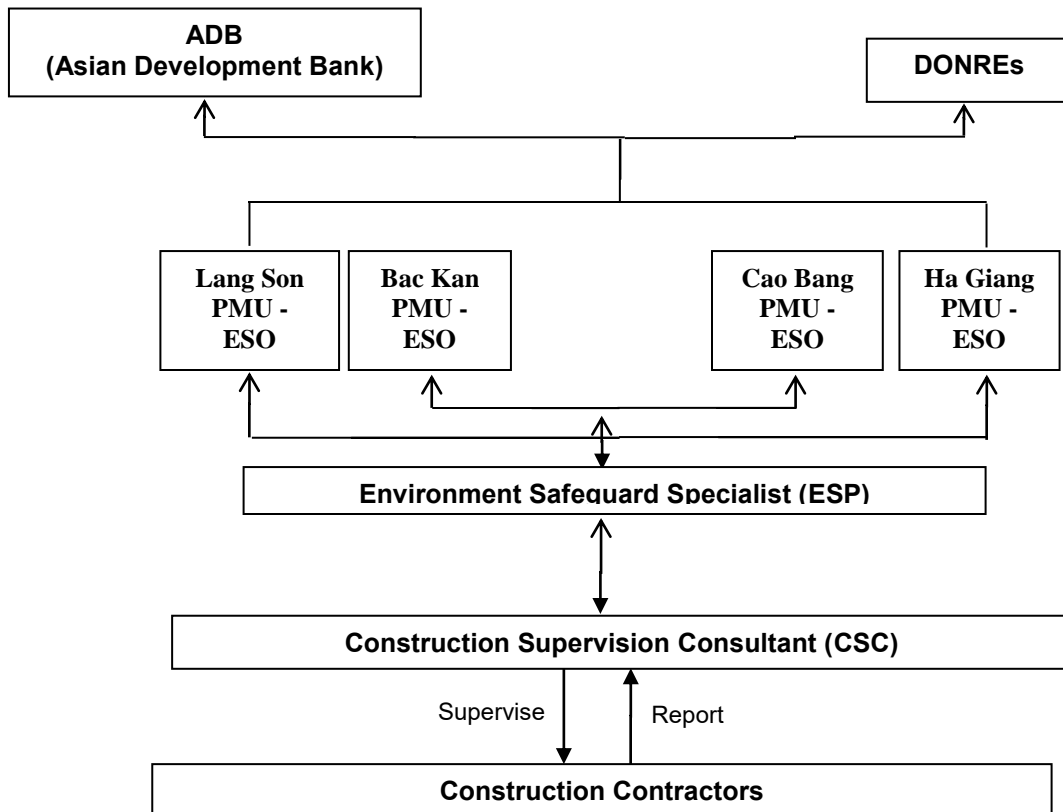 ADB
(Asian Development Bank)
DONREs
Lang Son
PMU -
ESO
Bac Kan
PMU -
ESO
Cao Bang
PMU -
ESO
Ha Giang
PMU -
ESO
Environment Safeguard Specialist (ESP)
Construction Supervision Consultant (CSC)
Supervise
Report
Construction Contractors